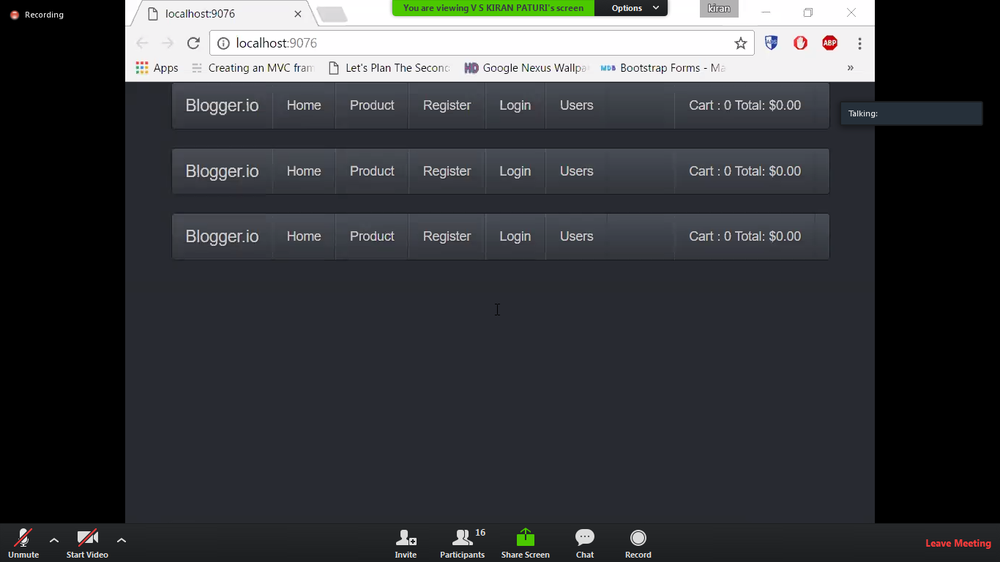 Recording
localhost:9076
You are viewing V S KIRAN PATURI's screen
Options
kiran
localhost:9076
ADS
ABP
Apps
Creating an MVC fram
Let's Plan The Second
HD Google Nexus Wallpa
MDB Bootstrap Forms - Ma
»
Blogger.io Home Product Register Login Users Cart : 0 Total: $0.00
Talking:
Blogger.io Home Product Register Login Users Cart : 0 Total: $0.00
Blogger.io Home Product Register Login Users Cart : 0 Total: $0.00
16
Unmute Start Video Invite Participants Share Screen Chat Record Leave Meeting